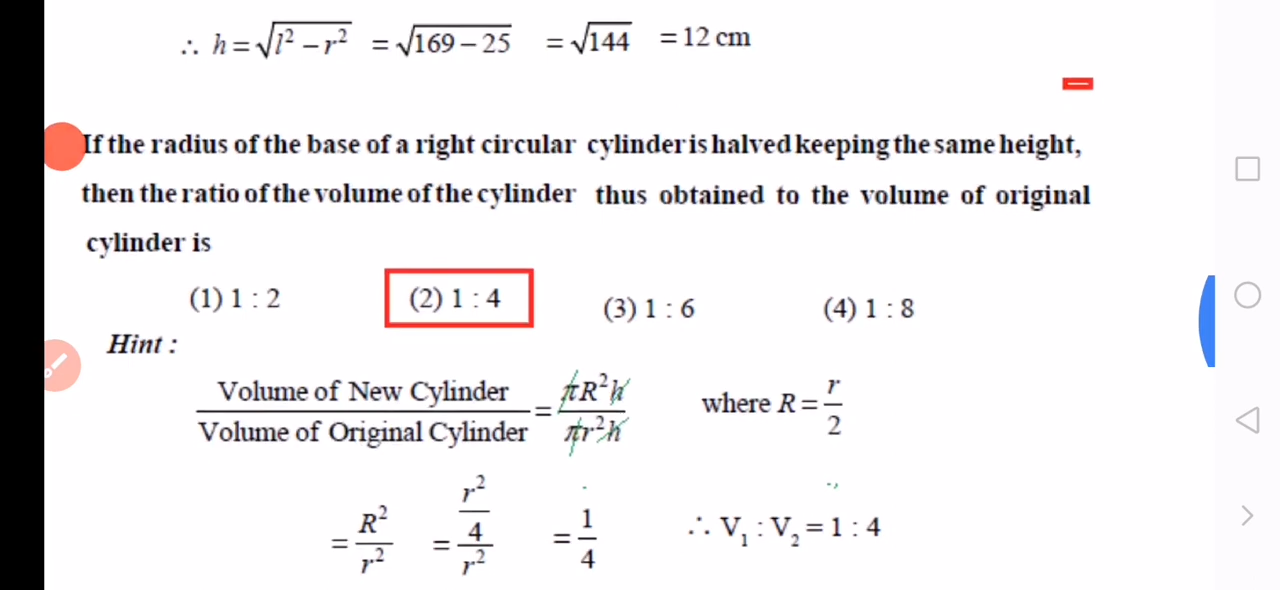 ∴ h = √(l² – r²) = √(169 – 25) = √144 = 12 cm
If the radius of the base of a right circular cylinder is halved keeping the same height,
then the ratio of the volume of the cylinder thus obtained to the volume of original
cylinder is
(1) 1 : 2 (2) 1 : 4 (3) 1 : 6 (4) 1 : 8
Hint :
Volume of New Cylinder / Volume of Original Cylinder = πR²h / πr²h where R = r/2
= R²/r² = (r²/4)/r² = 1/4 ∴ V₁ : V₂ = 1 : 4